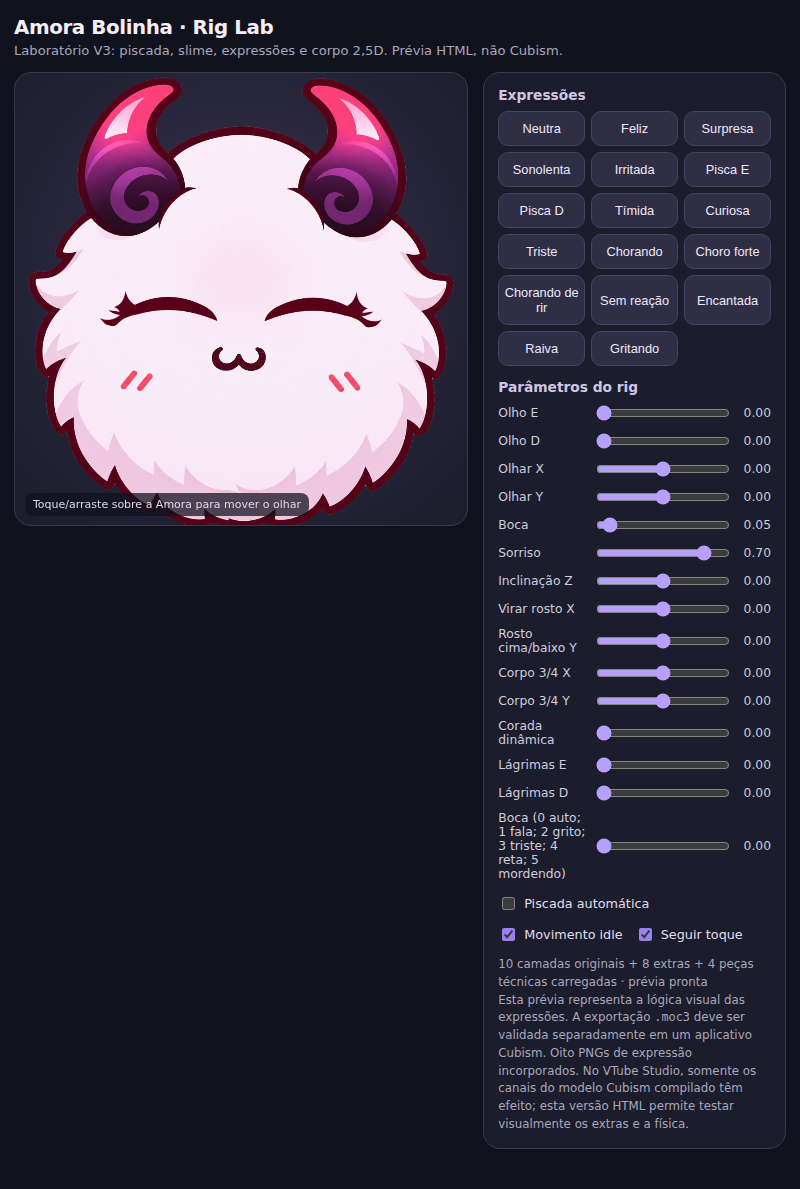 Amora Bolinha · Rig Lab
Laboratório V3: piscada, slime, expressões e corpo 2,5D. Prévia HTML, não Cubism.
Toque/arraste sobre a Amora para mover o olhar
Expressões
Neutra
Feliz
Surpresa
Sonolenta
Irritada
Pisca E
Pisca D
Tímida
Curiosa
Triste
Chorando
Choro forte
Chorando de
rir
Sem reação
Encantada
Raiva
Gritando
Parâmetros do rig
Olho E 0.00
Olho D 0.00
Olhar X 0.00
Olhar Y 0.00
Boca 0.05
Sorriso 0.70
Inclinação Z 0.00
Virar rosto X 0.00
Rosto
cima/baixo Y 0.00
Corpo 3/4 X 0.00
Corpo 3/4 Y 0.00
Corada
dinâmica 0.00
Lágrimas E 0.00
Lágrimas D 0.00
Boca (0 auto;
1 fala; 2 grito;
3 triste; 4
reta; 5
mordendo) 0.00
Piscada automática
Movimento idle
Seguir toque
10 camadas originais + 8 extras + 4 peças
técnicas carregadas · prévia pronta
Esta prévia representa a lógica visual das
expressões. A exportação .moc3 deve ser
validada separadamente em um aplicativo
Cubism. Oito PNGs de expressão
incorporados. No VTube Studio, somente os
canais do modelo Cubism compilado têm
efeito; esta versão HTML permite testar
visualmente os extras e a física.